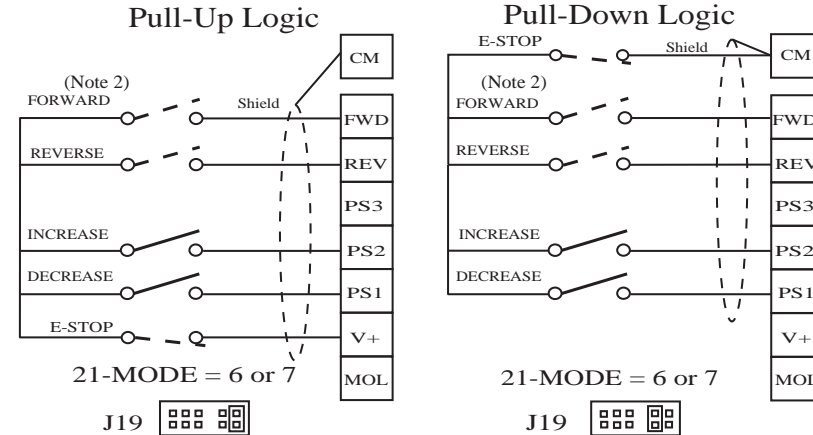 Pull-Up Logic
CM
(Note 2)
FORWARD
Shield
FWD
REVERSE
REV
PS3
INCREASE
PS2
DECREASE
PS1
E-STOP
V+
21-MODE = 6 or 7
MOL
J19
Pull-Down Logic
E-STOP
Shield
CM
(Note 2)
FORWARD
FWD
REVERSE
REV
PS3
INCREASE
PS2
DECREASE
PS1
V+
21-MODE = 6 or 7
MOL
J19